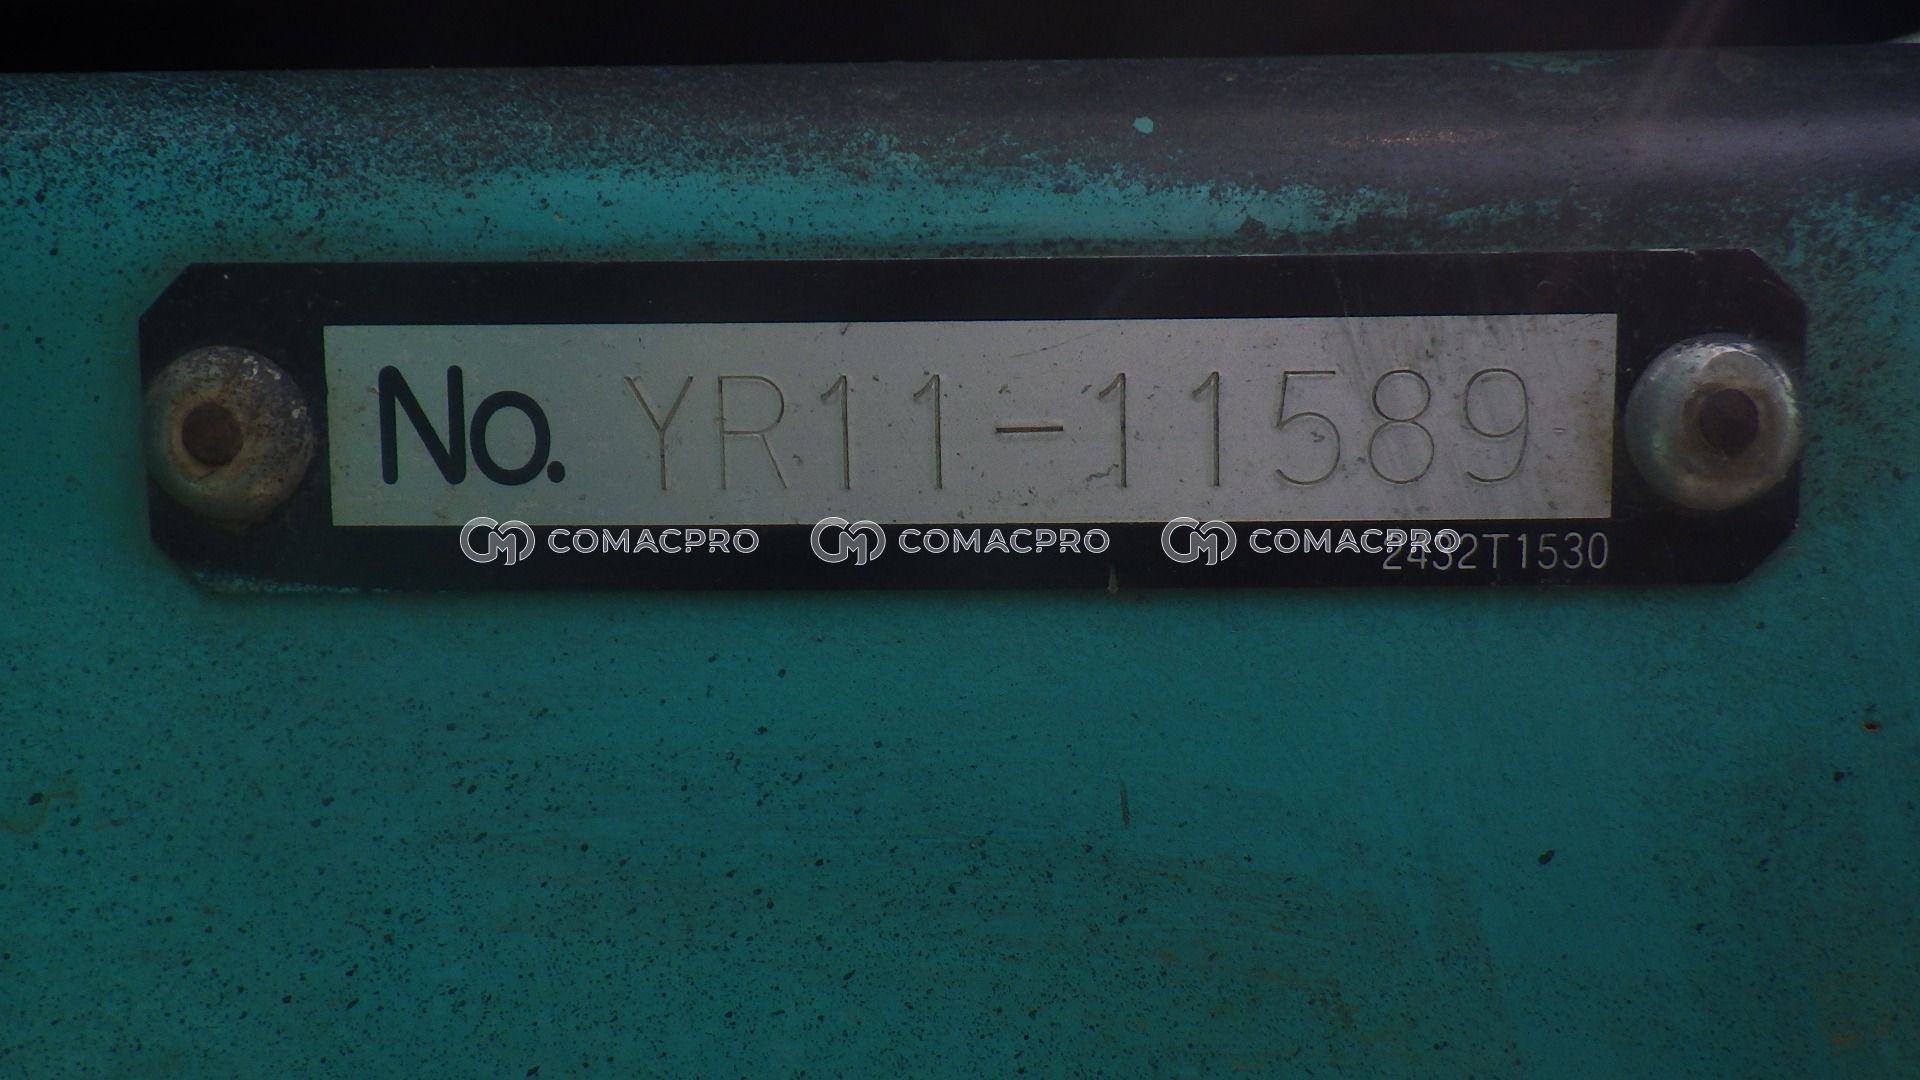 No. YR11-11589
COMACPRO COMACPRO COMACPRO
2432T1530